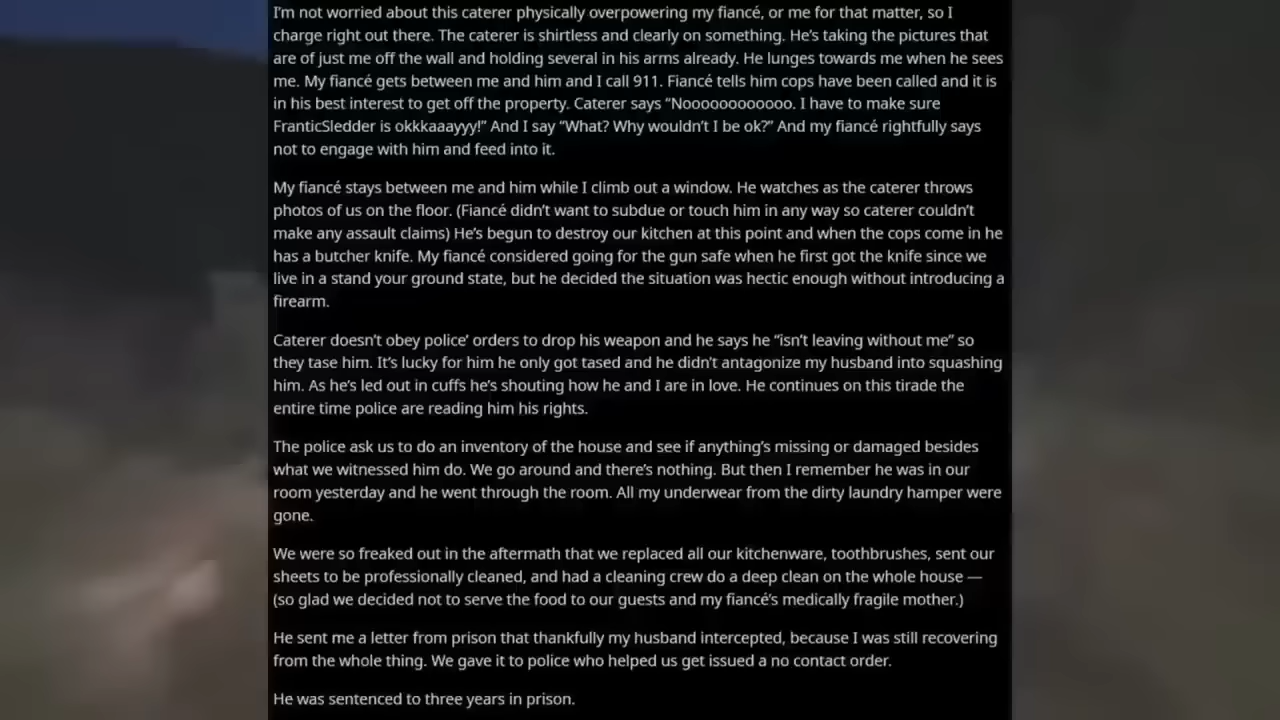 I'm not worried about this caterer physically overpowering my fiancé, or me for that matter, so I
charge right out there. The caterer is shirtless and clearly on something. He's taking the pictures that
are of just me off the wall and holding several in his arms already. He lunges towards me when he sees
me. My fiancé gets between me and him and I call 911. Fiancé tells him cops have been called and it is
in his best interest to get off the property. Caterer says “Noooooooooooo. I have to make sure
FranticSledder is okkkaaayyy!” And I say “What? Why wouldn't I be ok?” And my fiancé rightfully says
not to engage with him and feed into it.
My fiancé stays between me and him while I climb out a window. He watches as the caterer throws
photos of us on the floor. (Fiancé didn't want to subdue or touch him in any way so caterer couldn't
make any assault claims) He's begun to destroy our kitchen at this point and when the cops come in he
has a butcher knife. My fiancé considered going for the gun safe when he first got the knife since we
live in a stand your ground state, but he decided the situation was hectic enough without introducing a
firearm.
Caterer doesn't obey police' orders to drop his weapon and he says he “isn't leaving without me” so
they tase him. It's lucky for him he only got tased and he didn't antagonize my husband into squashing
him. As he's led out in cuffs he's shouting how he and I are in love. He continues on this tirade the
entire time police are reading him his rights.
The police ask us to do an inventory of the house and see if anything's missing or damaged besides
what we witnessed him do. We go around and there's nothing. But then I remember he was in our
room yesterday and he went through the room. All my underwear from the dirty laundry hamper were
gone.
We were so freaked out in the aftermath that we replaced all our kitchenware, toothbrushes, sent our
sheets to be professionally cleaned, and had a cleaning crew do a deep clean on the whole house —
(so glad we decided not to serve the food to our guests and my fiancé's medically fragile mother.)
He sent me a letter from prison that thankfully my husband intercepted, because I was still recovering
from the whole thing. We gave it to police who helped us get issued a no contact order.
He was sentenced to three years in prison.